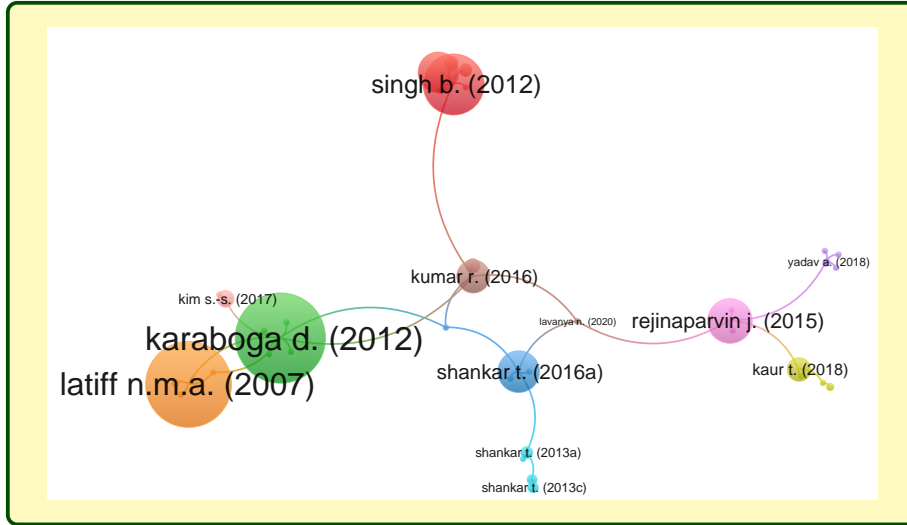 singh b. (2012)
kumar r. (2016)
yadav a. (2018)
kim s.-s. (2017)
lavanya n. (2020)
rejinaparvin j. (2015)
karaboga d. (2012)
shankar t. (2016a)
kaur t. (2018)
latiff n.m.a. (2007)
shankar t. (2013a)
shankar t. (2013c)